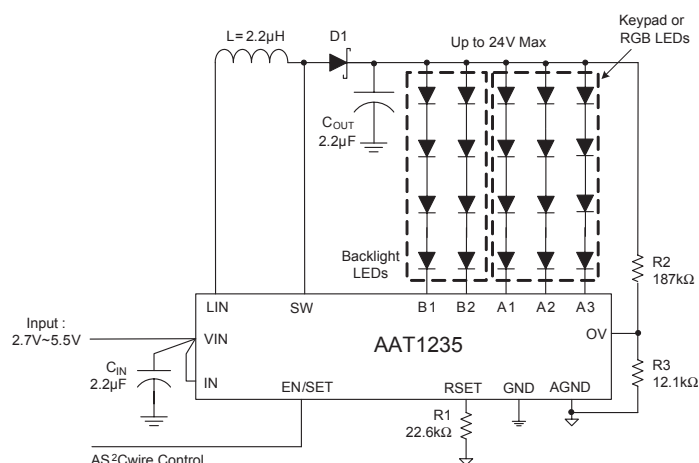 Keypad or
RGB LEDs
L= 2.2µH
D1
Up to 24V Max
COUT
2.2µF
Backlight
LEDs
R2
187kΩ
LIN
SW
B1
B2
A1
A2
A3
Input :
2.7V~5.5V
VIN
AAT1235
OV
CIN
2.2µF
IN
EN/SET
RSET
GND
AGND
R3
12.1kΩ
R1
22.6kΩ
AS²Cwire Control